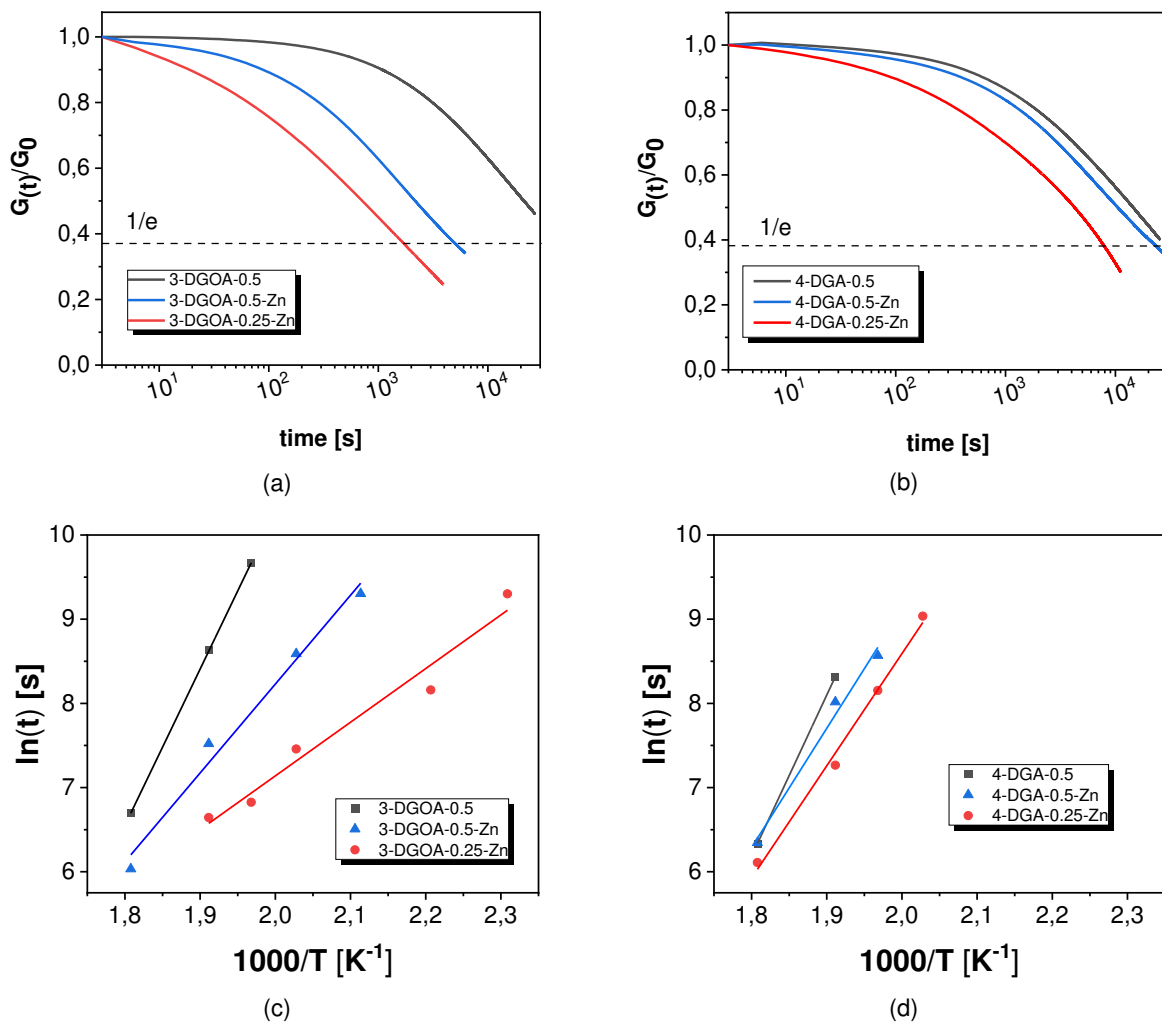 1,0
0,8
0,6
0,4
0,2
0,0
G(t)/G0
1/e
3-DGOA-0.5
3-DGOA-0.5-Zn
3-DGOA-0.25-Zn
10^1 10^2 10^3 10^4
time [s]
(a)
1,0
0,8
0,6
0,4
0,2
0,0
G(t)/G0
1/e
4-DGA-0.5
4-DGA-0.5-Zn
4-DGA-0.25-Zn
10^1 10^2 10^3 10^4
time [s]
(b)
10
9
8
7
6
ln(t) [s]
3-DGOA-0.5
3-DGOA-0.5-Zn
3-DGOA-0.25-Zn
1,8 1,9 2,0 2,1 2,2 2,3
1000/T [K^-1]
(c)
10
9
8
7
6
ln(t) [s]
4-DGA-0.5
4-DGA-0.5-Zn
4-DGA-0.25-Zn
1,8 1,9 2,0 2,1 2,2 2,3
1000/T [K^-1]
(d)